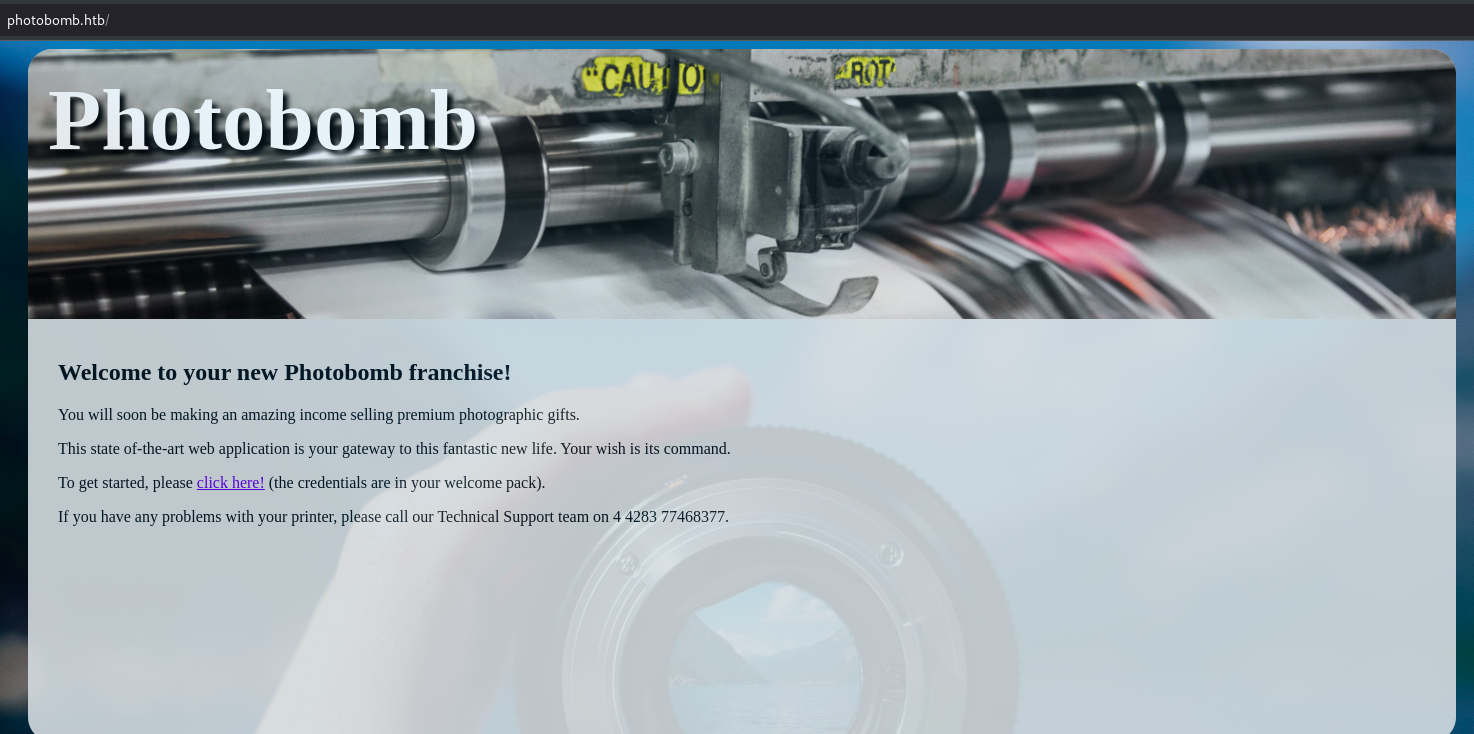 photobomb.htb/
"CAUTIO
ROT
Photobomb
Welcome to your new Photobomb franchise!
You will soon be making an amazing income selling premium photographic gifts.
This state of-the-art web application is your gateway to this fantastic new life. Your wish is its command.
To get started, please click here! (the credentials are in your welcome pack).
If you have any problems with your printer, please call our Technical Support team on 4 4283 77468377.